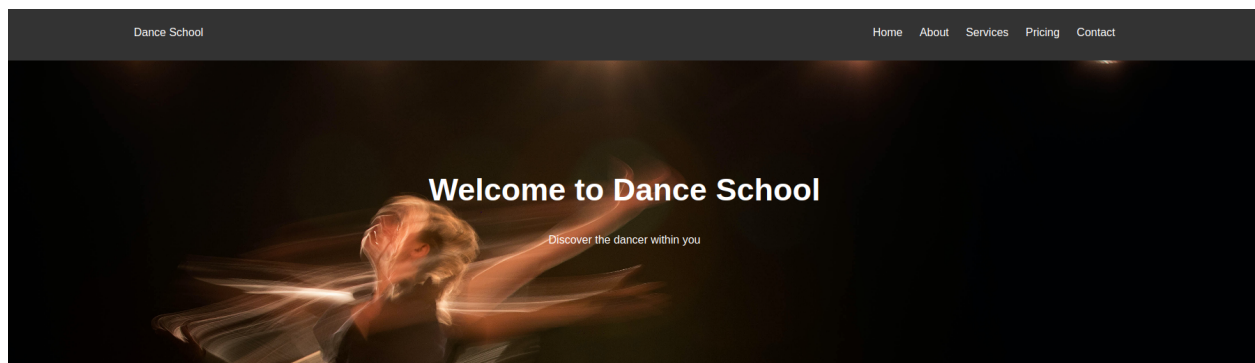 Dance School
Home About Services Pricing Contact
Welcome to Dance School
Discover the dancer within you